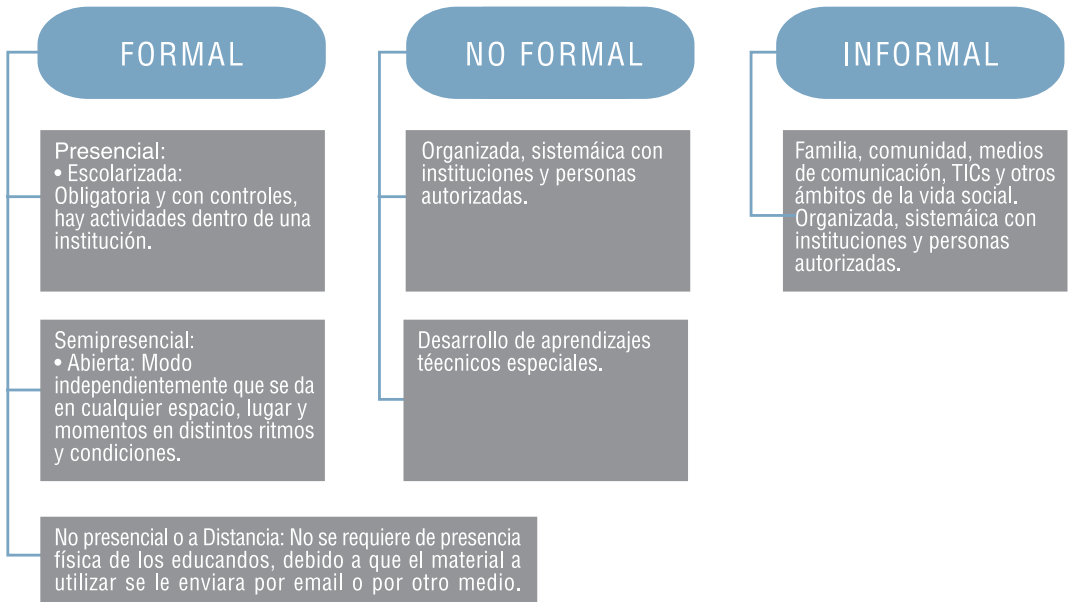 FORMAL
Presencial:
• Escolarizada:
Obligatoria y con controles,
hay actividades dentro de una
institución.
Semipresencial:
• Abierta: Modo
independientemente que se da
en cualquier espacio, lugar y
momentos en distintos ritmos
y condiciones.
No presencial o a Distancia: No se requiere de presencia
física de los educandos, debido a que el material a
utilizar se le enviara por email o por otro medio.
NO FORMAL
Organizada, sistemáica con
instituciones y personas
autorizadas.
Desarrollo de aprendizajes
téecnicos especiales.
INFORMAL
Familia, comunidad, medios
de comunicación, TICs y otros
ámbitos de la vida social.
Organizada, sistemáica con
instituciones y personas
autorizadas.